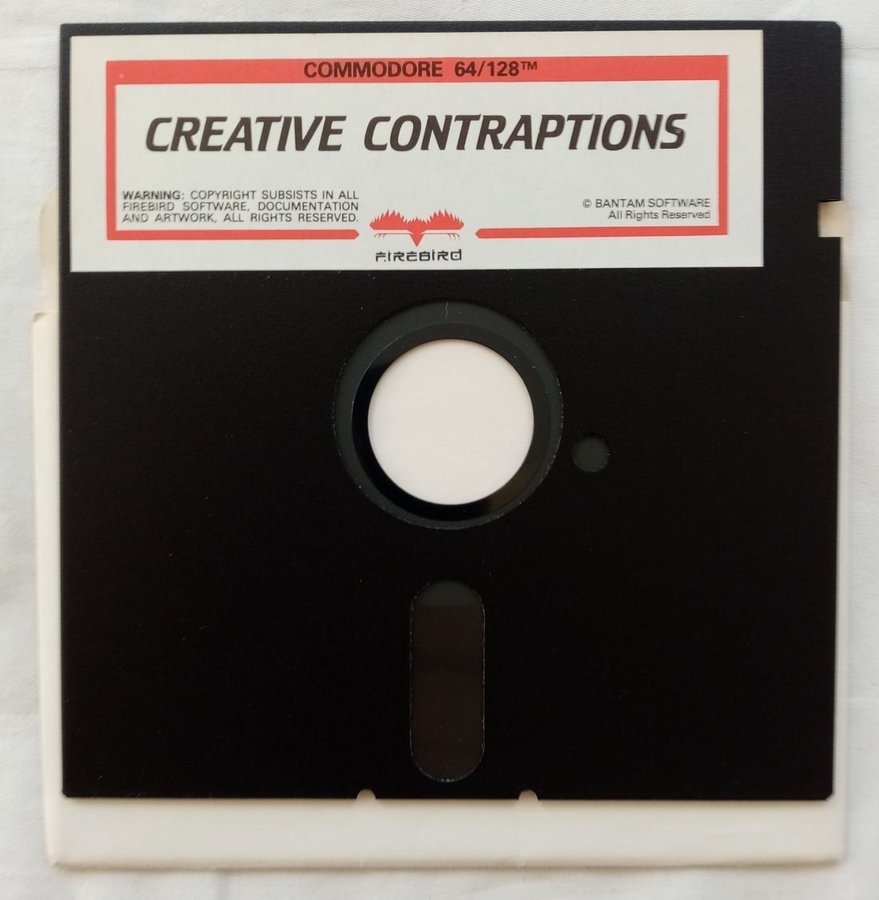 COMMODORE 64/128™
CREATIVE CONTRAPTIONS
WARNING: COPYRIGHT SUBSISTS IN ALL
FIREBIRD SOFTWARE, DOCUMENTATION
AND ARTWORK, ALL RIGHTS RESERVED.
© BANTAM SOFTWARE
All Rights Reserved
FIREBIRD